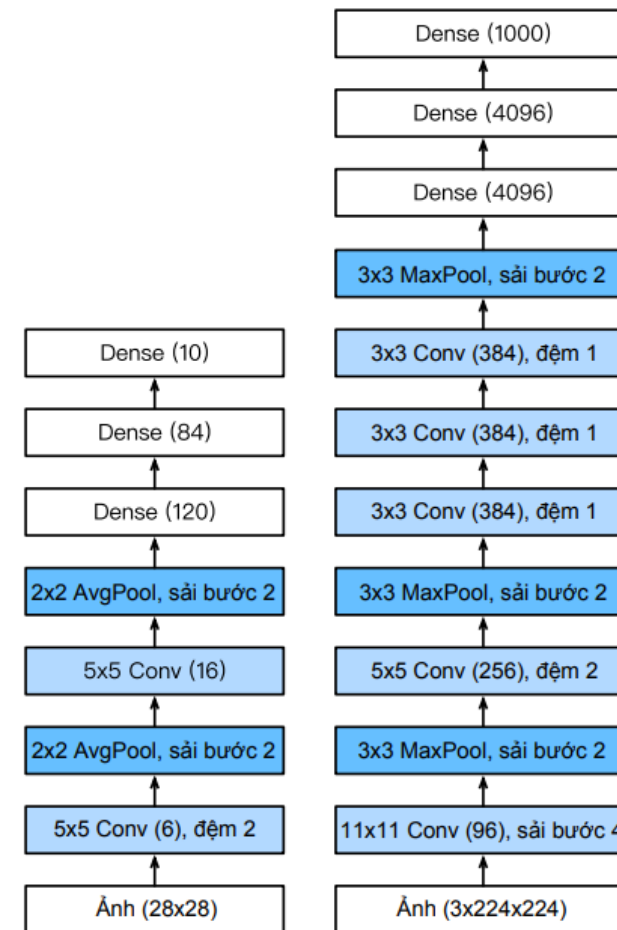 Dense (10)
Dense (84)
Dense (120)
2x2 AvgPool, sải bước 2
5x5 Conv (16)
2x2 AvgPool, sải bước 2
5x5 Conv (6), đệm 2
Ảnh (28x28)
Dense (1000)
Dense (4096)
Dense (4096)
3x3 MaxPool, sải bước 2
3x3 Conv (384), đệm 1
3x3 Conv (384), đệm 1
3x3 Conv (384), đệm 1
3x3 MaxPool, sải bước 2
5x5 Conv (256), đệm 2
3x3 MaxPool, sải bước 2
11x11 Conv (96), sải bước 4
Ảnh (3x224x224)